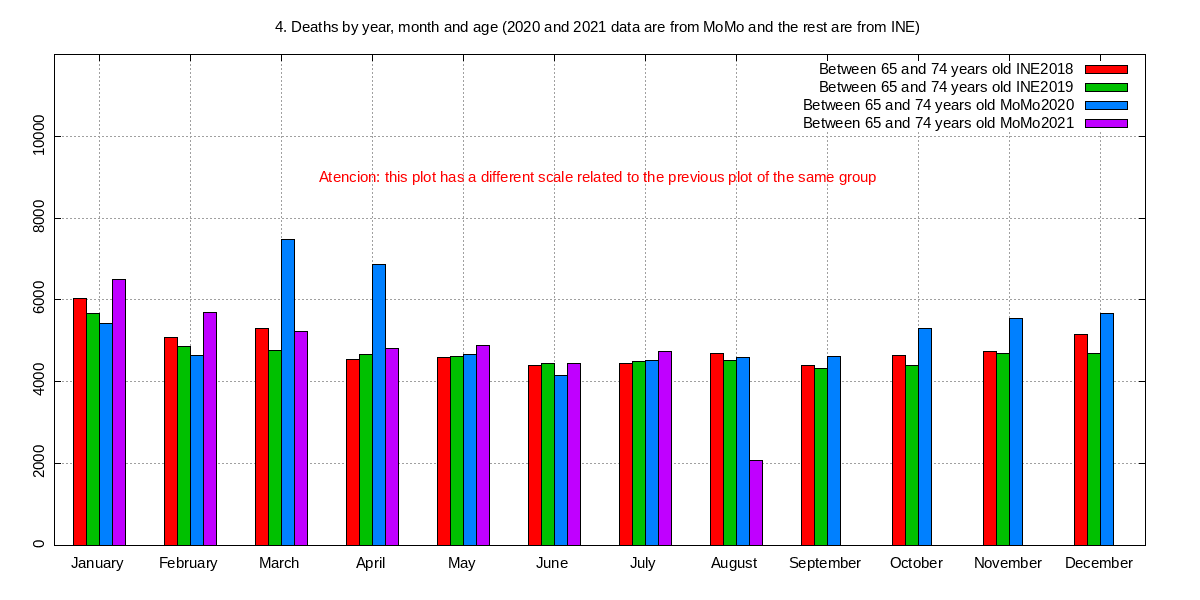 4. Deaths by year, month and age (2020 and 2021 data are from MoMo and the rest are from INE)
Between 65 and 74 years old INE2018
Between 65 and 74 years old INE2019
Between 65 and 74 years old MoMo2020
Between 65 and 74 years old MoMo2021
Atencion: this plot has a different scale related to the previous plot of the same group
10000
8000
6000
4000
2000
0
January February March April May June July August September October November December